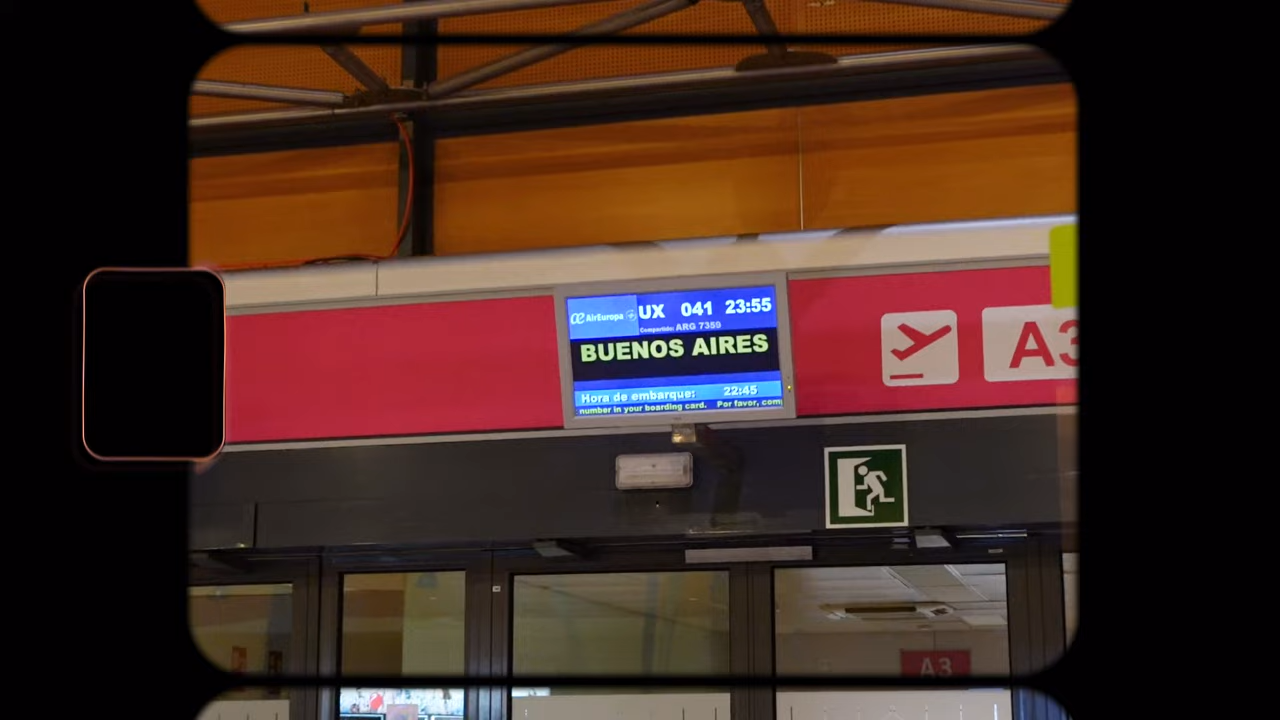 AirEuropa UX 041 23:55
Compartido: ARG 7359
BUENOS AIRES
Hora de embarque: 22:45
number in your boarding card. Por favor, com
A3
A3